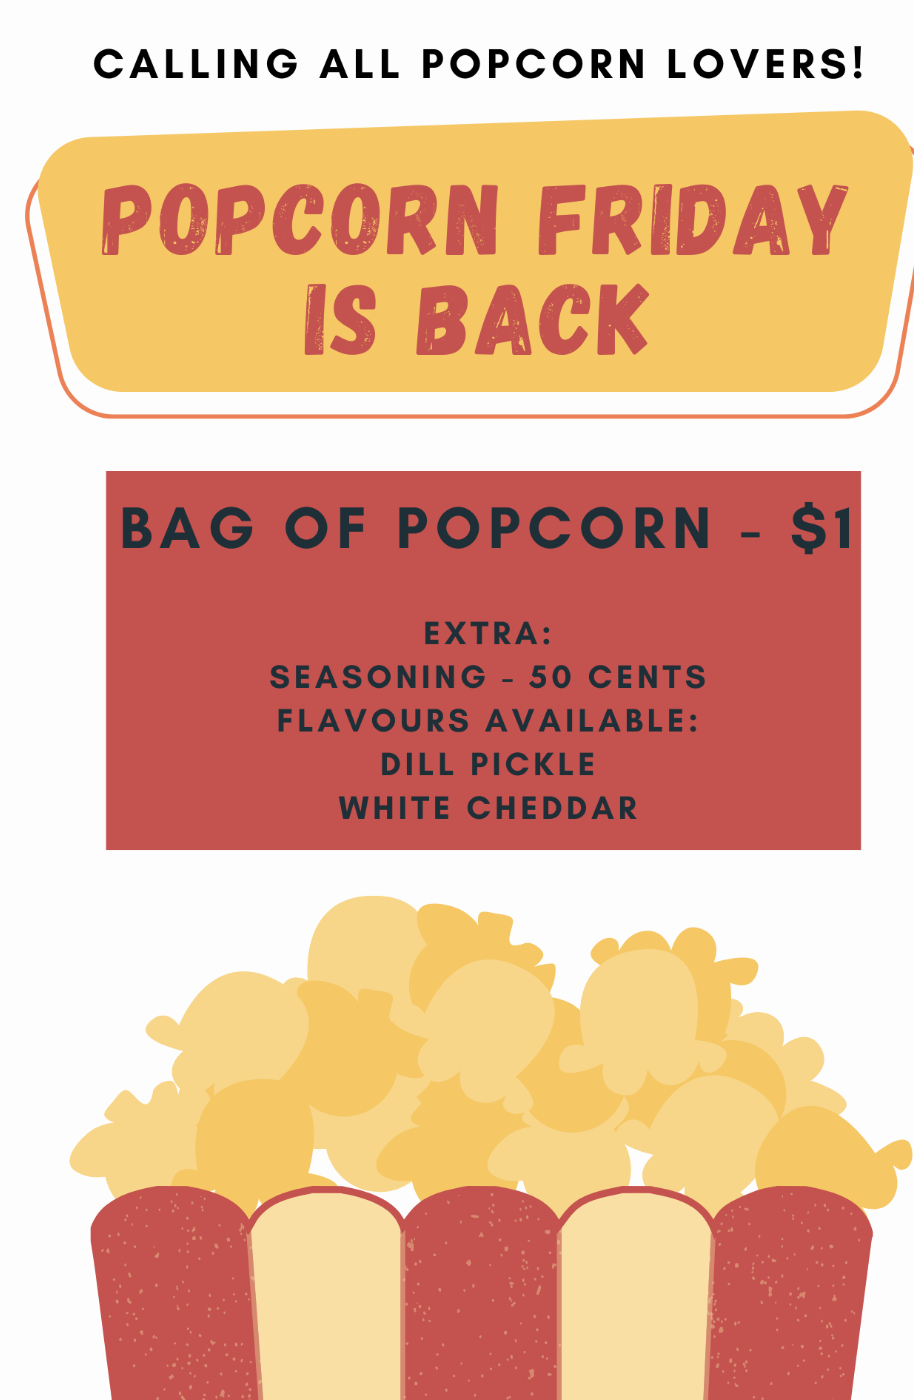 CALLING ALL POPCORN LOVERS!
POPCORN FRIDAY
IS BACK
BAG OF POPCORN - $1
EXTRA:
SEASONING - 50 CENTS
FLAVOURS AVAILABLE:
DILL PICKLE
WHITE CHEDDAR